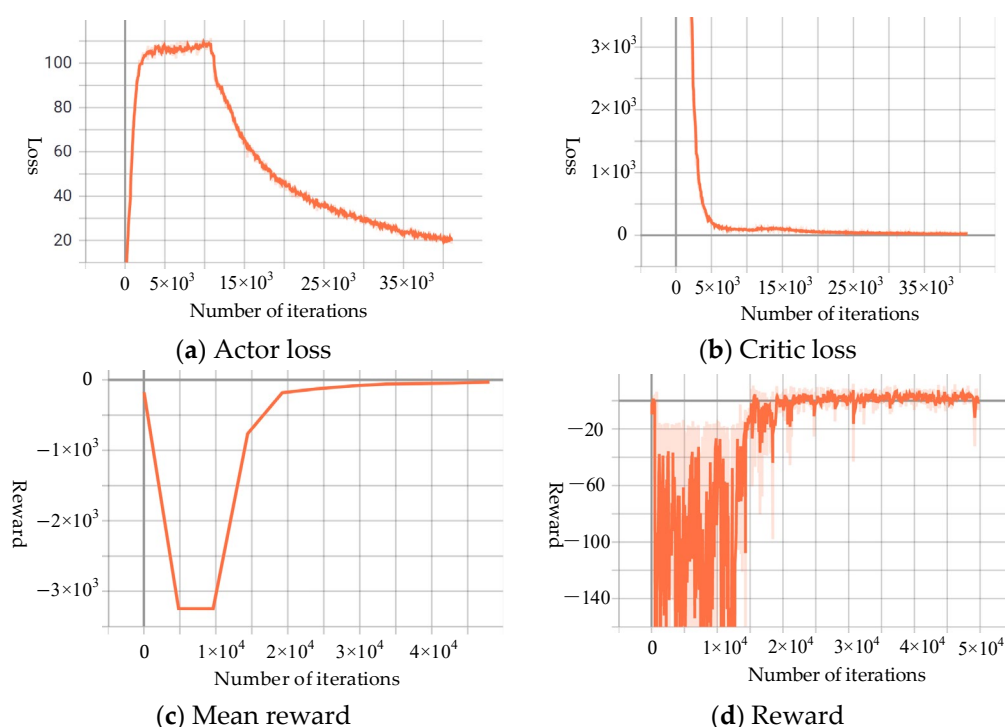 100
80
60
40
20
Loss
0 5×10³ 15×10³ 25×10³ 35×10³
Number of iterations
(a) Actor loss
3×10³
2×10³
1×10³
0
Loss
0 5×10³ 15×10³ 25×10³ 35×10³
Number of iterations
(b) Critic loss
0
−1×10³
−2×10³
−3×10³
Reward
0 1×10⁴ 2×10⁴ 3×10⁴ 4×10⁴
Number of iterations
(c) Mean reward
−20
−60
−100
−140
Reward
0 1×10⁴ 2×10⁴ 3×10⁴ 4×10⁴ 5×10⁴
Number of iterations
(d) Reward